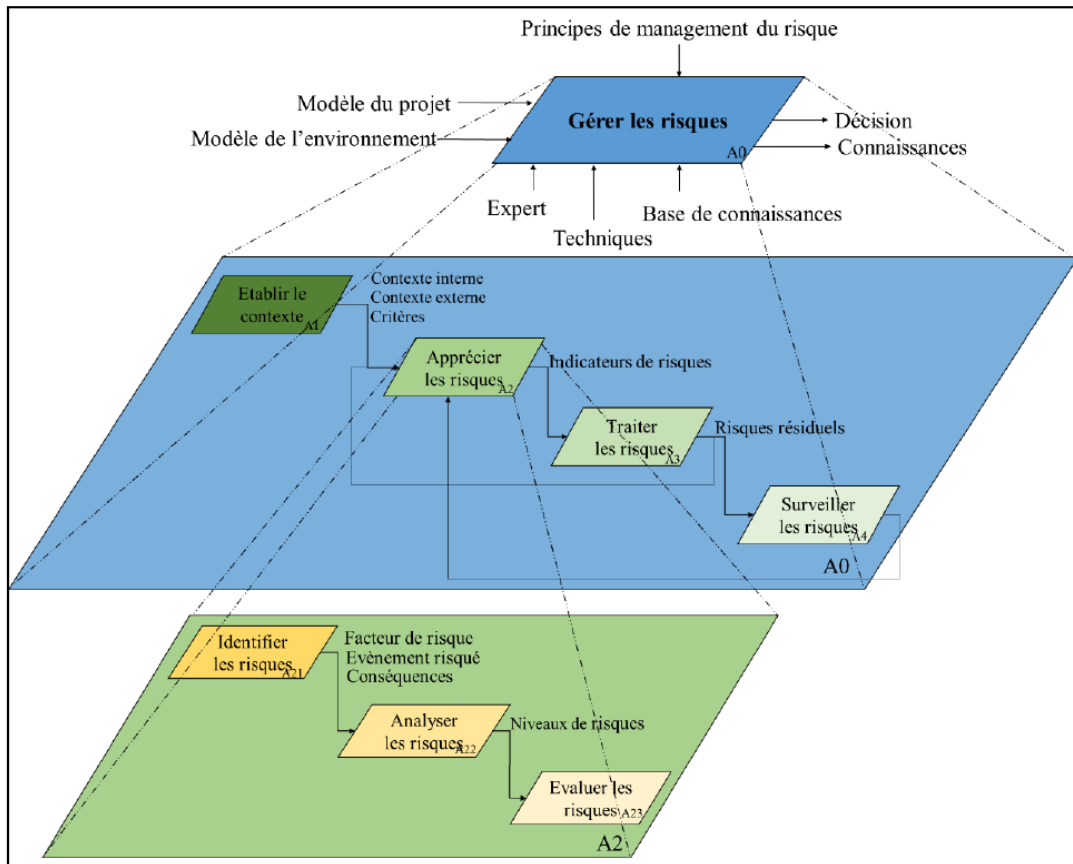 Principes de management du risque
Modèle du projet
Modèle de l'environnement
Gérer les risques
A0
Décision
Connaissances
Expert
Techniques
Base de connaissances
Etablir le
contexte
A1
Contexte interne
Contexte externe
Critères
Apprécier
les risques
A2
Indicateurs de risques
Traiter
les risques
A3
Risques résiduels
Surveiller
les risques
A4
A0
Identifier
les risques
A21
Facteur de risque
Evènement risqué
Conséquences
Analyser
les risques
A22
Niveaux de risques
Evaluer les
risques
A23
A2